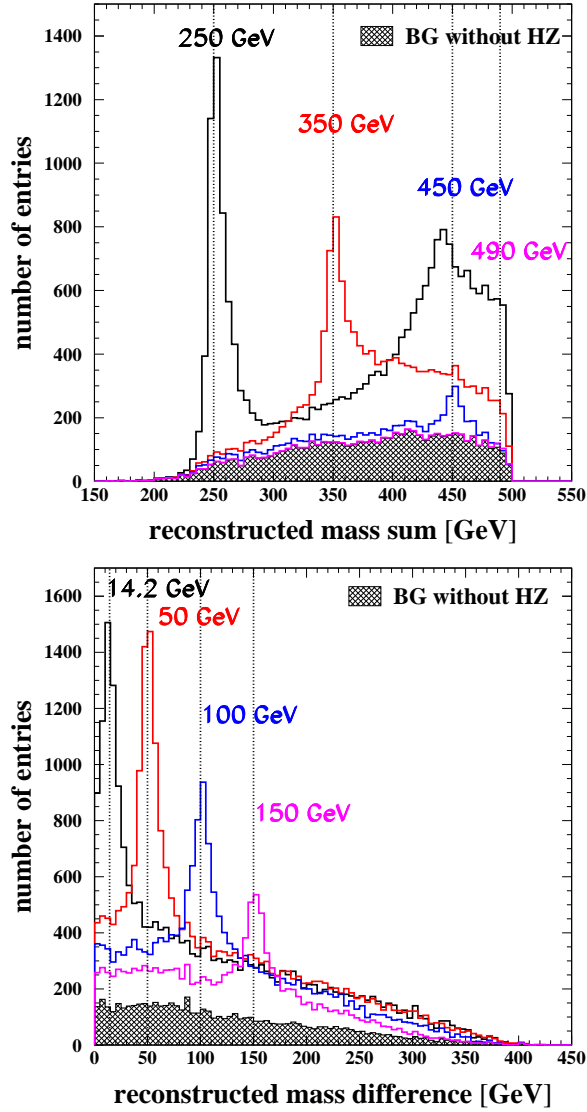 1400
1200
1000
800
600
400
200
0
number of entries
250 GeV
BG without HZ
350 GeV
450 GeV
490 GeV
150 200 250 300 350 400 450 500 550
reconstructed mass sum [GeV]
1600
1400
1200
1000
800
600
400
200
0
number of entries
14.2 GeV
BG without HZ
50 GeV
100 GeV
150 GeV
0 50 100 150 200 250 300 350 400 450
reconstructed mass difference [GeV]